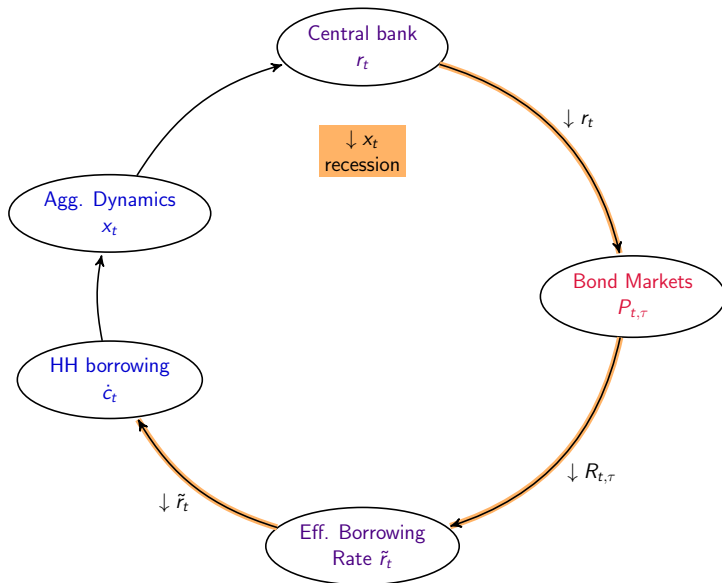 Central bank
r_t
↓ r_t
↓ x_t
recession
Agg. Dynamics
x_t
Bond Markets
P_{t,τ}
HH borrowing
ċ_t
↓ R_{t,τ}
↓ r̃_t
Eff. Borrowing
Rate r̃_t